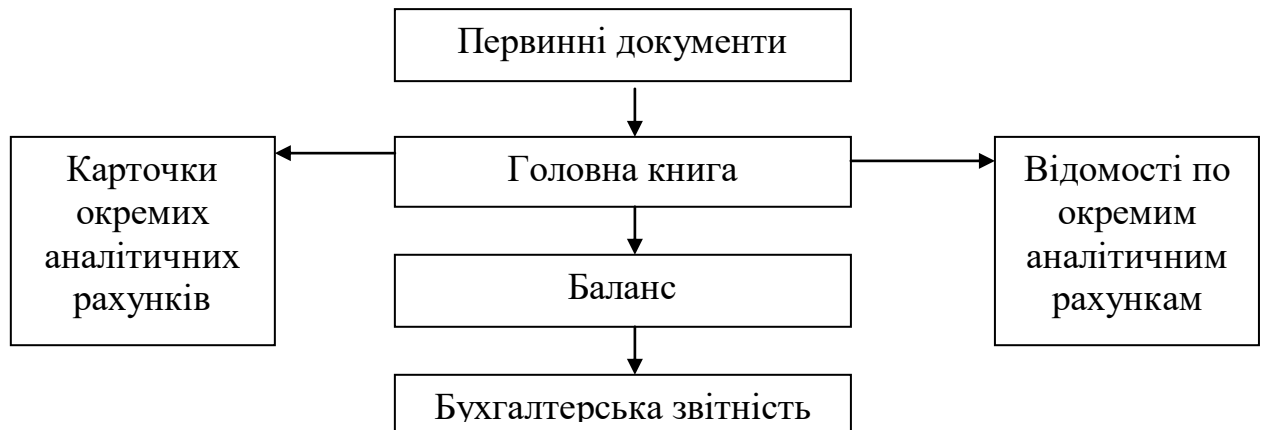 Первинні документи
Головна книга
Карточки
окремих
аналітичних
рахунків
Відомості по
окремим
аналітичним
рахункам
Баланс
Бухгалтерська звітність